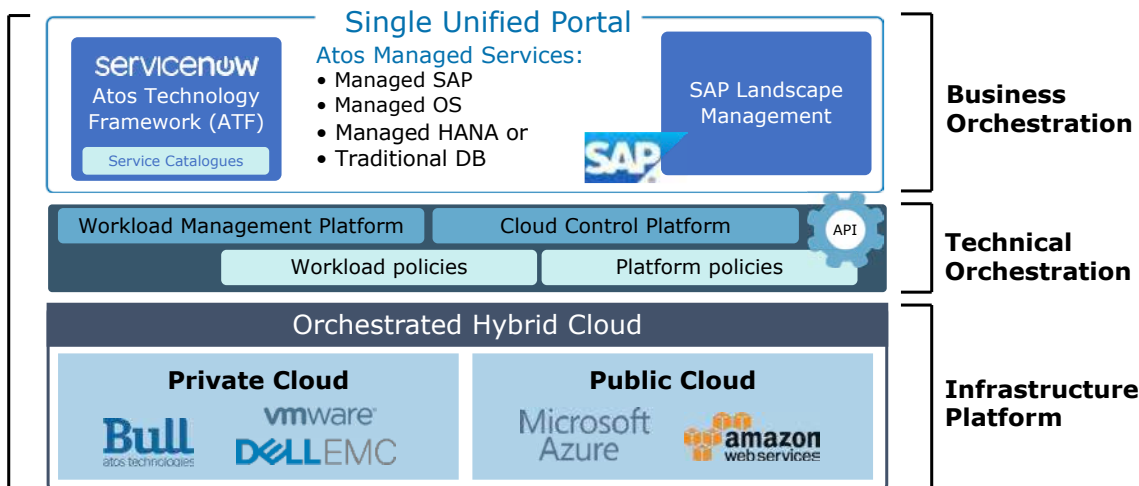 Single Unified Portal
servicenow
Atos Technology
Framework (ATF)
Service Catalogues
Atos Managed Services:
• Managed SAP
• Managed OS
• Managed HANA or
• Traditional DB
SAP
SAP Landscape
Management
Business
Orchestration
Workload Management Platform
Cloud Control Platform
API
Workload policies
Platform policies
Technical
Orchestration
Orchestrated Hybrid Cloud
Private Cloud
Bull
atos technologies
vmware
DELLEMC
Public Cloud
Microsoft
Azure
amazon
webservices
Infrastructure
Platform